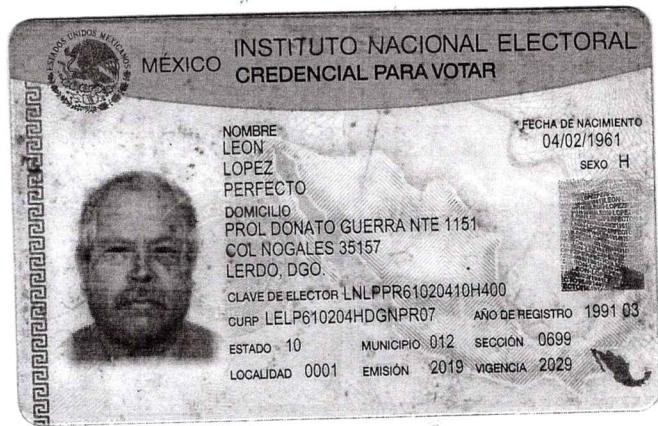 ESTADOS UNIDOS MEXICANOS
MÉXICO INSTITUTO NACIONAL ELECTORAL
CREDENCIAL PARA VOTAR
NOMBRE
LEON
LOPEZ
PERFECTO
FECHA DE NACIMIENTO
04/02/1961
SEXO H
DOMICILIO
PROL DONATO GUERRA NTE 1151
COL NOGALES 35157
LERDO, DGO.
CLAVE DE ELECTOR LNLPPR61020410H400
CURP LELP610204HDGNPR07 AÑO DE REGISTRO 1991 03
ESTADO 10 MUNICIPIO 012 SECCIÓN 0699
LOCALIDAD 0001 EMISIÓN 2019 VIGENCIA 2029